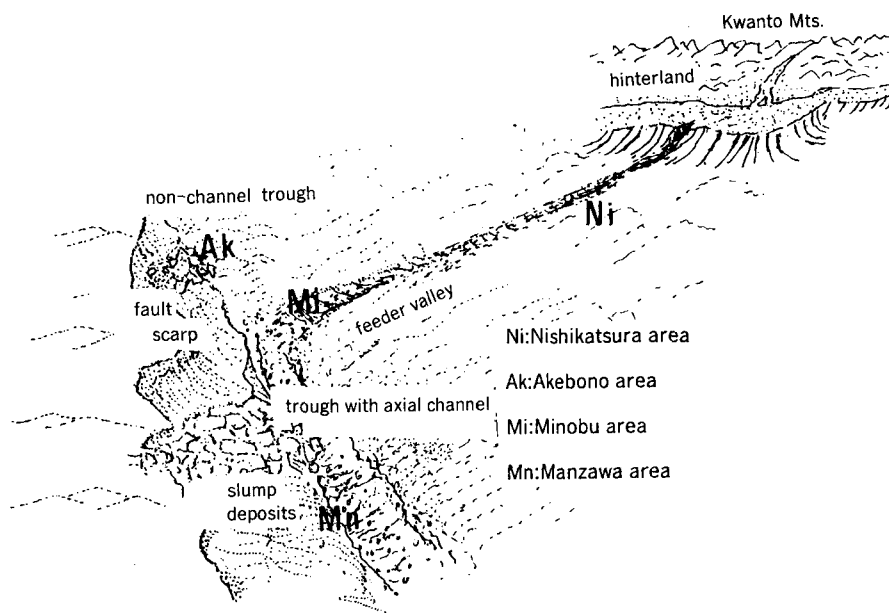 Kwanto Mts.
hinterland
non-channel trough
Ak
Ni
Mi
fault
scarp
feeder valley
Ni:Nishikatsura area
Ak:Akebono area
trough with axial channel
Mi:Minobu area
Mn:Manzawa area
slump
deposits
Mn